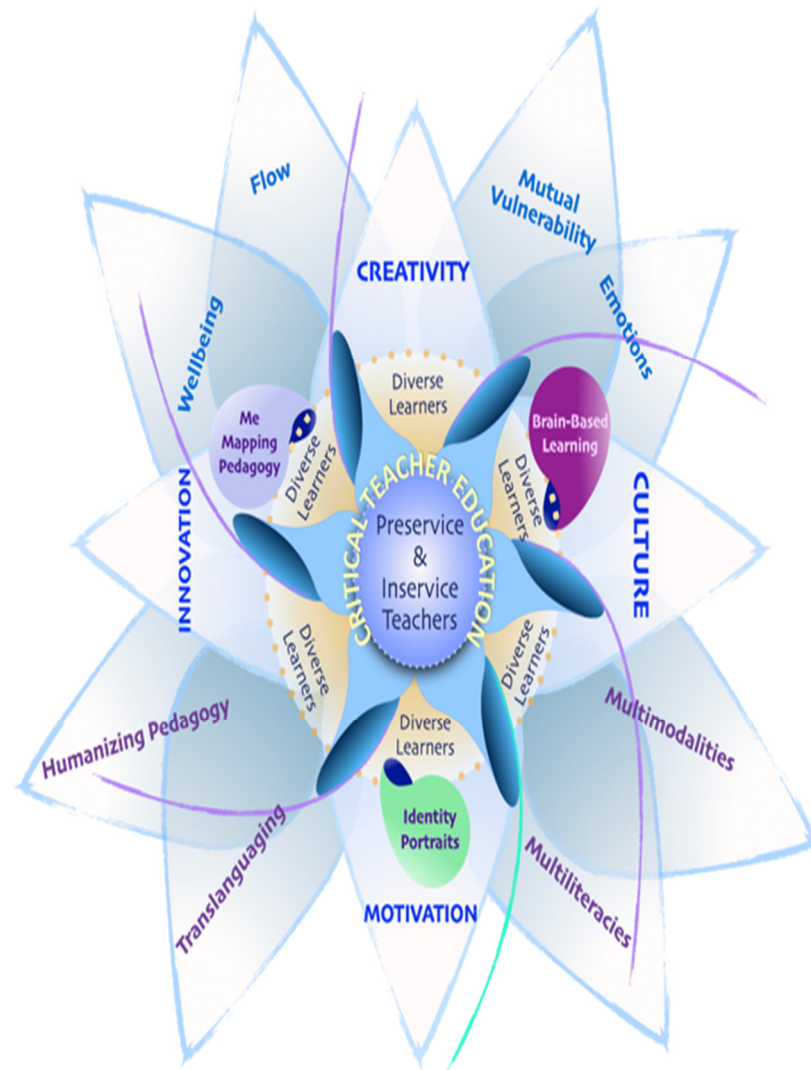 Flow
Mutual
Vulnerability
CREATIVITY
Emotions
Wellbeing
Diverse
Learners
Me
Mapping
Pedagogy
Diverse
Learners
Brain-Based
Learning
Diverse
Learners
CRITICAL TEACHER EDUCATION
INNOVATION
CULTURE
Preservice
&
Inservice
Teachers
Diverse
Learners
Diverse
Learners
Humanizing Pedagogy
Multimodalities
Diverse
Learners
Identity
Portraits
Translanguaging
Multiliteracies
MOTIVATION